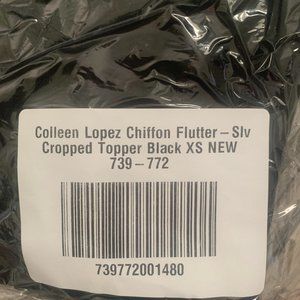 Colleen Lopez Chiffon Flutter-Slv
Cropped Topper Black XS NEW
739-772
739772001480